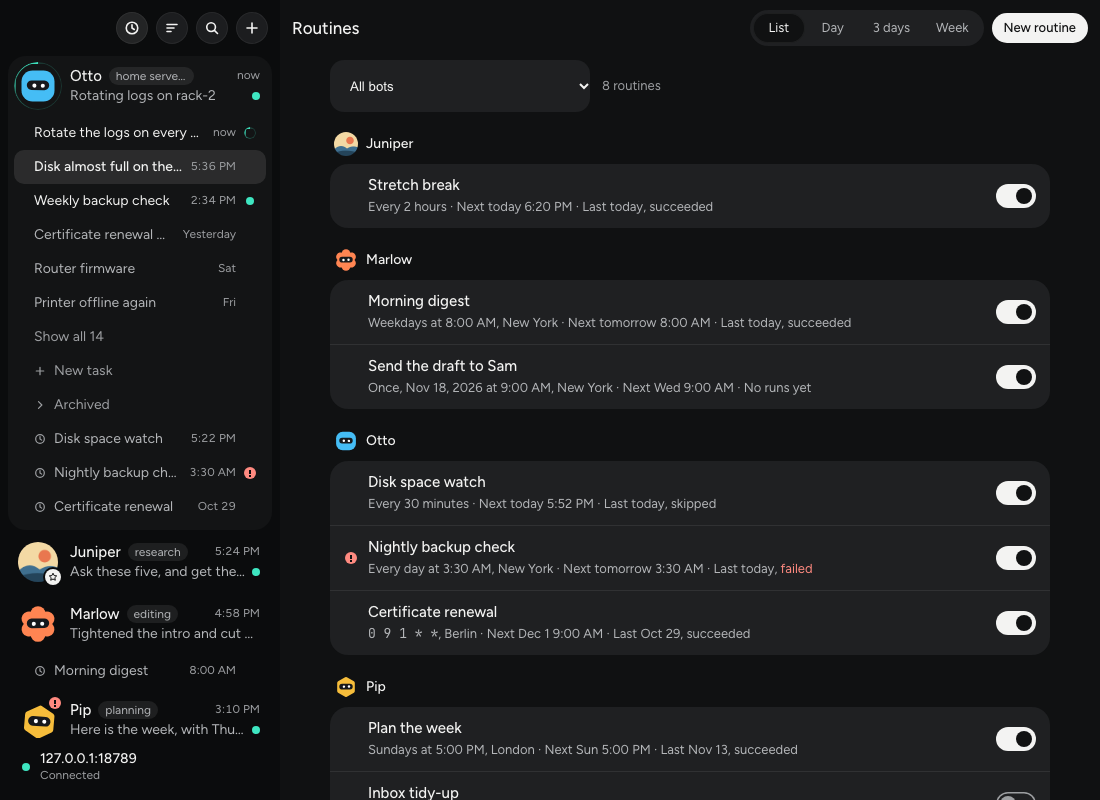 Routines
List
Day
3 days
Week
New routine
Otto
home serve...
now
Rotating logs on rack-2
Rotate the logs on every ...
now
Disk almost full on the...
5:36 PM
Weekly backup check
2:34 PM
Certificate renewal ...
Yesterday
Router firmware
Sat
Printer offline again
Fri
Show all 14
New task
Archived
Disk space watch
5:22 PM
Nightly backup ch...
3:30 AM
Certificate renewal
Oct 29
Juniper
research
5:24 PM
Ask these five, and get the...
Marlow
editing
4:58 PM
Tightened the intro and cut ...
Morning digest
8:00 AM
Pip
planning
3:10 PM
Here is the week, with Thu...
127.0.0.1:18789
Connected
All bots
8 routines
Juniper
Stretch break
Every 2 hours · Next today 6:20 PM · Last today, succeeded
Marlow
Morning digest
Weekdays at 8:00 AM, New York · Next tomorrow 8:00 AM · Last today, succeeded
Send the draft to Sam
Once, Nov 18, 2026 at 9:00 AM, New York · Next Wed 9:00 AM · No runs yet
Otto
Disk space watch
Every 30 minutes · Next today 5:52 PM · Last today, skipped
Nightly backup check
Every day at 3:30 AM, New York · Next tomorrow 3:30 AM · Last today, failed
Certificate renewal
0 9 1 * *, Berlin · Next Dec 1 9:00 AM · Last Oct 29, succeeded
Pip
Plan the week
Sundays at 5:00 PM, London · Next Sun 5:00 PM · Last Nov 13, succeeded
Inbox tidy-up